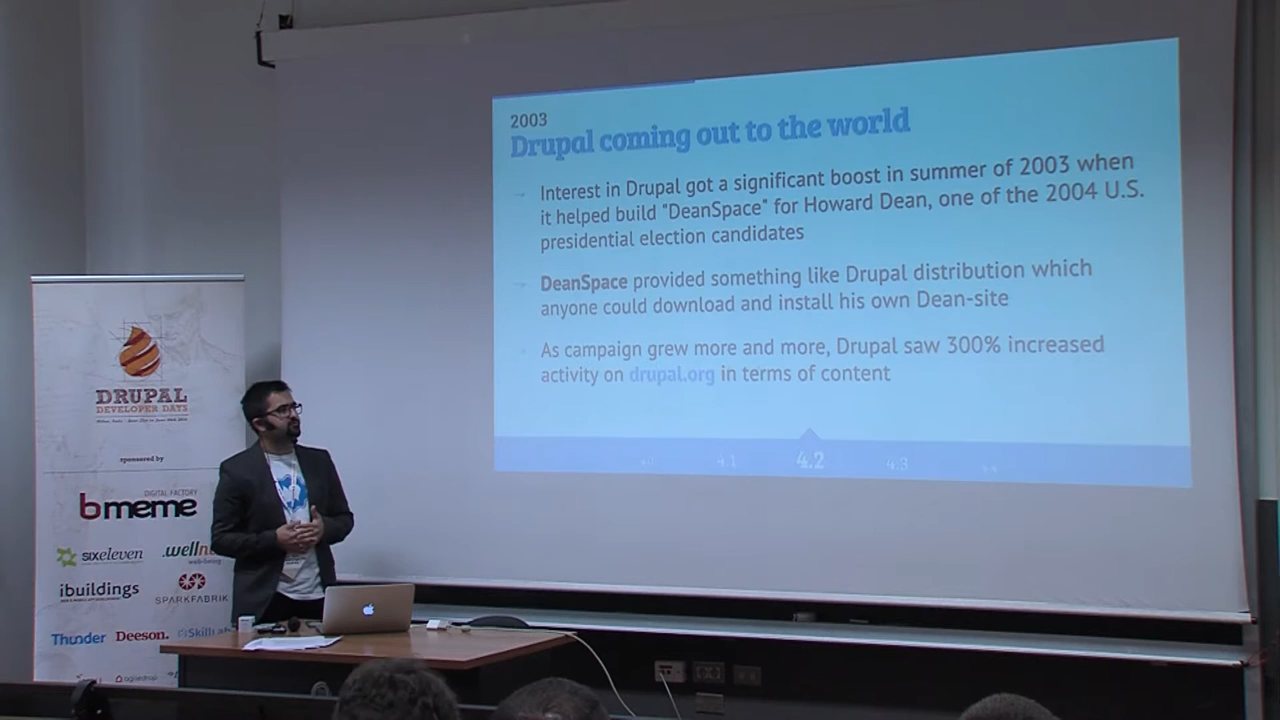 2003
Drupal coming out to the world
Interest in Drupal got a significant boost in summer of 2003 when
it helped build "DeanSpace" for Howard Dean, one of the 2004 U.S.
presidential election candidates
DeanSpace provided something like Drupal distribution which
anyone could download and install his own Dean-site
As campaign grew more and more, Drupal saw 300% increased
activity on drupal.org in terms of content
4.1 4.2 4.3
DRUPAL
DEVELOPER DAYS
sponsored by
DIGITAL FACTORY
bmeme
sixeleven
.welln
ibuildings
SPARKFABRIK
Thunder Deeson. SkillLab